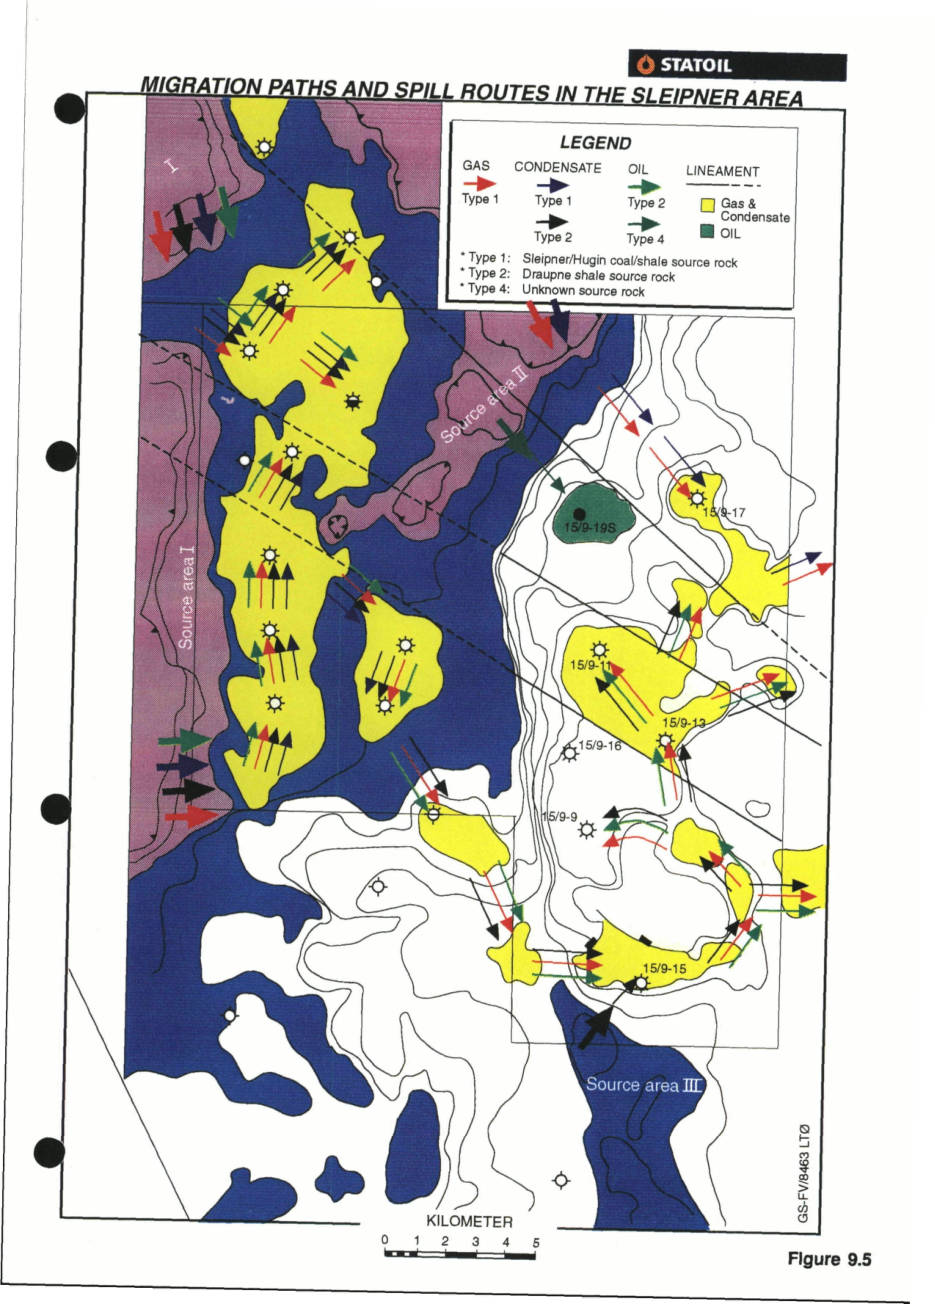 STATOIL
MIGRATION PATHS AND SPILL ROUTES IN THE SLEIPNER AREA
LEGEND
GAS CONDENSATE OIL LINEAMENT
Type 1 Type 1 Type 2
Gas &
Condensate
Type 2 Type 4 OIL
* Type 1: Sleipner/Hugin coal/shale source rock
* Type 2: Draupne shale source rock
* Type 4: Unknown source rock
I
Source area II
15/9-17
15/9-19S
Source area I
15/9-11
15/9-13
15/9-16
15/9-9
15/9-15
Source area III
GS-FV/8463 LTØ
KILOMETER
0 1 2 3 4 5
Figure 9.5